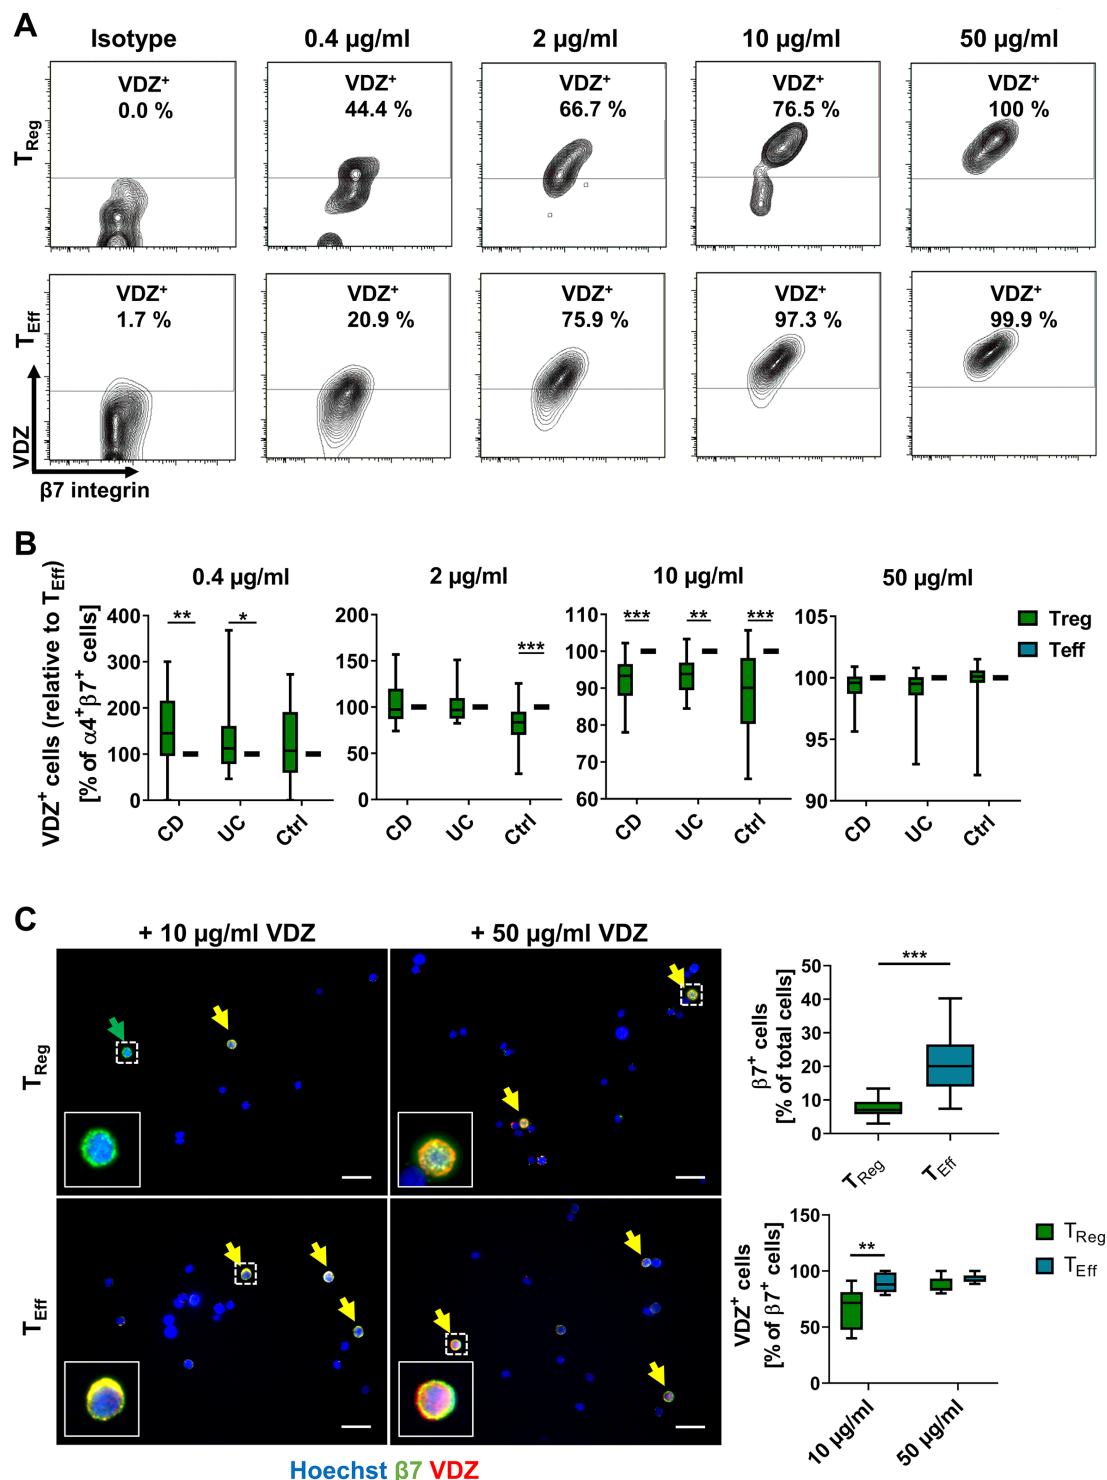 A
Isotype 0.4 µg/ml 2 µg/ml 10 µg/ml 50 µg/ml
TReg
VDZ+ VDZ+ VDZ+ VDZ+ VDZ+
0.0 % 44.4 % 66.7 % 76.5 % 100 %
TEff
VDZ+ VDZ+ VDZ+ VDZ+ VDZ+
1.7 % 20.9 % 75.9 % 97.3 % 99.9 %
VDZ
β7 integrin
B
VDZ+ cells (relative to TEff)
[% of α4+β7+ cells]
0.4 µg/ml
400
300
200
100
0
** *
CD UC Ctrl
2 µg/ml
200
150
100
50
0
***
CD UC Ctrl
10 µg/ml
110
100
90
80
70
60
*** ** ***
CD UC Ctrl
50 µg/ml
105
100
95
90
CD UC Ctrl
Treg
Teff
C
+ 10 µg/ml VDZ + 50 µg/ml VDZ
TReg
TEff
Hoechst β7 VDZ
β7+ cells
[% of total cells]
50
40
30
20
10
0
***
TReg TEff
VDZ+ cells
[% of β7+ cells]
150
100
50
0
**
10 µg/ml 50 µg/ml
TReg
TEff